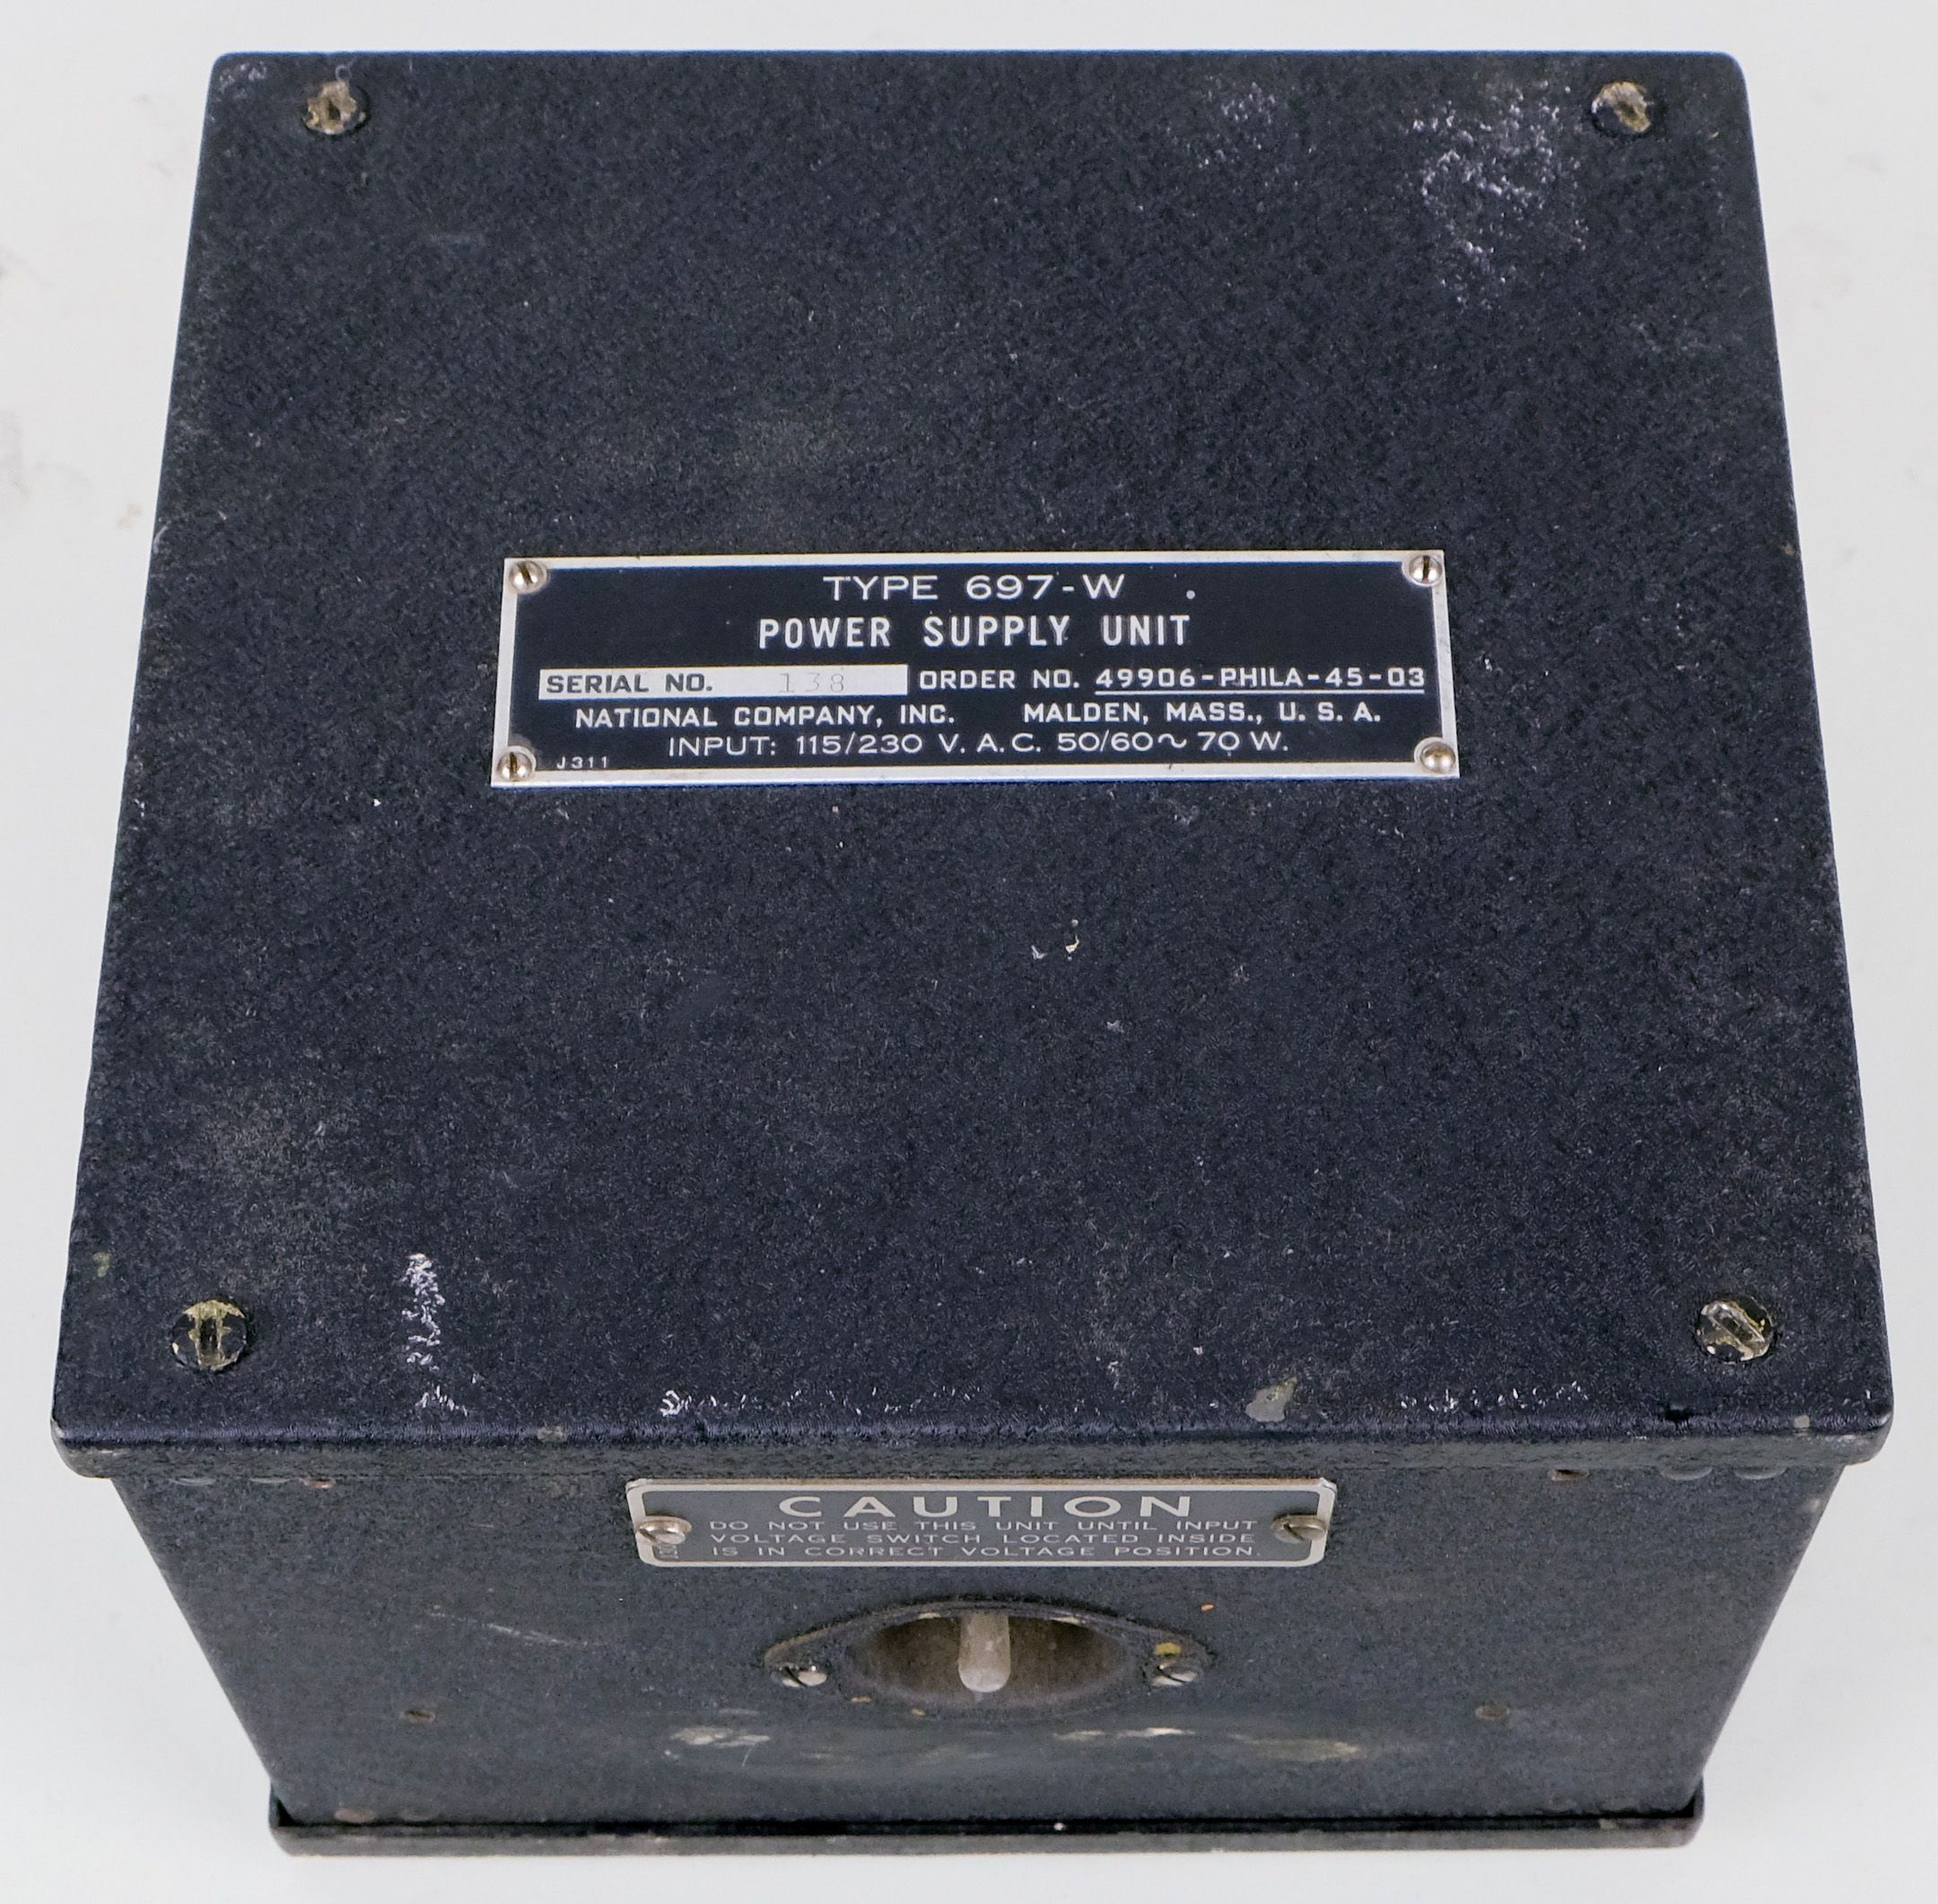 TYPE 697-W
POWER SUPPLY UNIT
SERIAL NO. 138 ORDER NO. 49906-PHILA-45-03
NATIONAL COMPANY, INC. MALDEN, MASS., U. S. A.
INPUT: 115/230 V. A.C. 50/60~ 70 W.
J311
CAUTION
DO NOT USE THIS UNIT UNTIL INPUT
VOLTAGE SWITCH LOCATED INSIDE
IS IN CORRECT VOLTAGE POSITION.